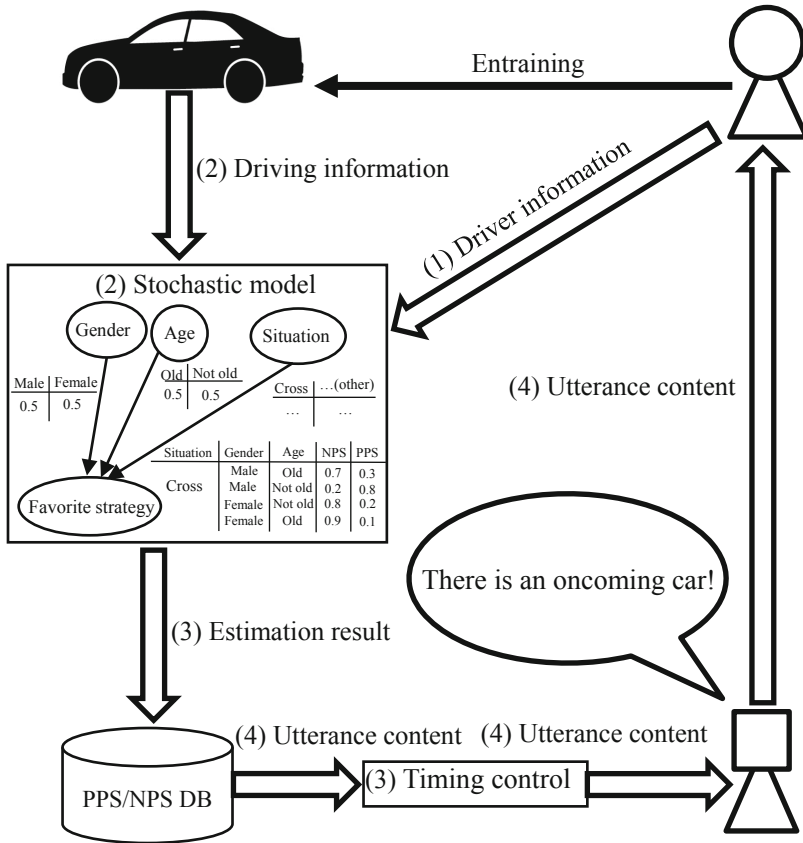 Entraining
(2) Driving information
(1) Driver information
(2) Stochastic model
Gender
Age
Situation
Male Female
0.5 0.5
Old Not old
0.5 0.5
Cross …(other)
… …
Situation Gender Age NPS PPS
Male Old 0.7 0.3
Cross Male Not old 0.2 0.8
Female Not old 0.8 0.2
Female Old 0.9 0.1
Favorite strategy
(4) Utterance content
There is an oncoming car!
(3) Estimation result
(4) Utterance content
(4) Utterance content
PPS/NPS DB
(3) Timing control